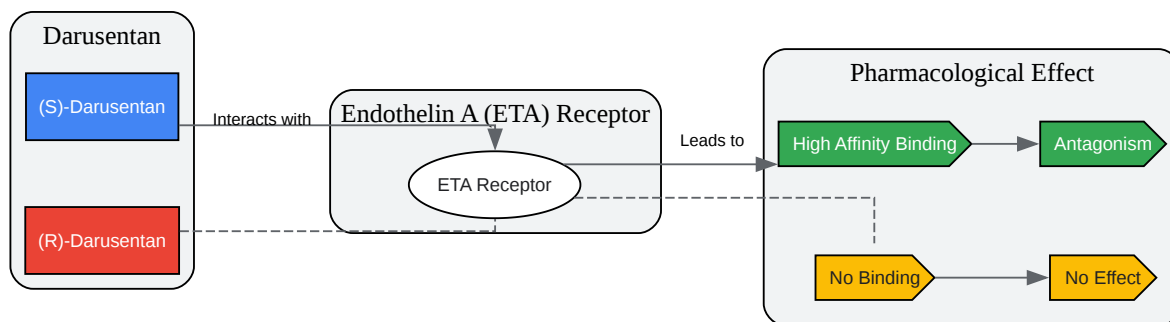 Darusentan
(S)-Darusentan
(R)-Darusentan
Interacts with
Endothelin A (ETA) Receptor
ETA Receptor
Leads to
Pharmacological Effect
High Affinity Binding
Antagonism
No Binding
No Effect